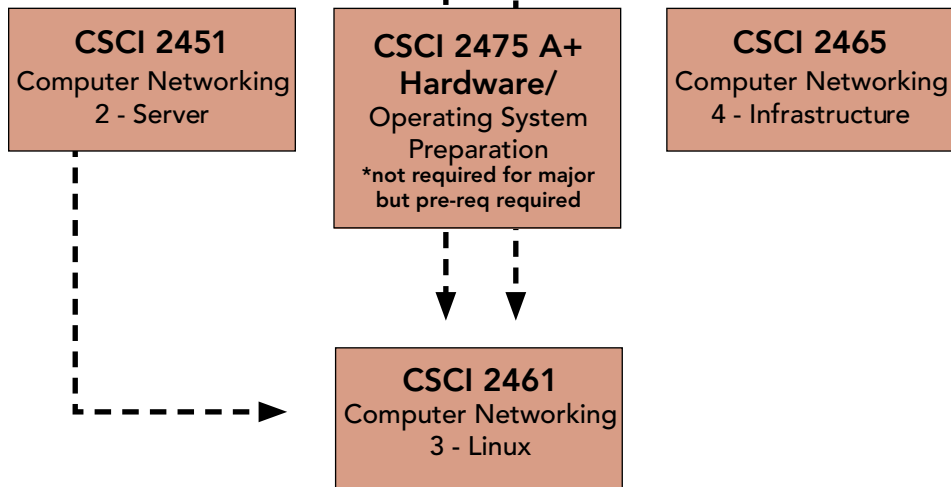 CSCI 2451
Computer Networking
2 - Server
CSCI 2475 A+
Hardware/
Operating System
Preparation
*not required for major
but pre-req required
CSCI 2465
Computer Networking
4 - Infrastructure
CSCI 2461
Computer Networking
3 - Linux